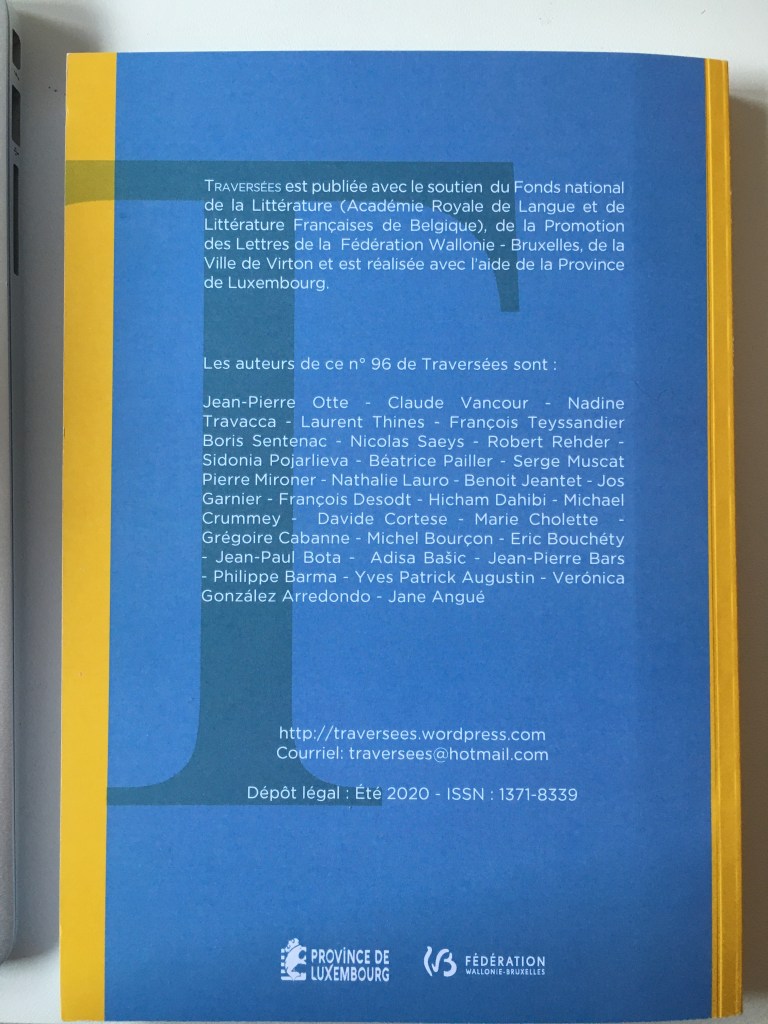 TRAVERSÉES est publiée avec le soutien du Fonds national
de la Littérature (Académie Royale de Langue et de
Littérature Françaises de Belgique), de la Promotion
des Lettres de la Fédération Wallonie - Bruxelles, de la
Ville de Virton et est réalisée avec l'aide de la Province
de Luxembourg.
Les auteurs de ce n° 96 de Traversées sont :
Jean-Pierre Otte - Claude Vancour - Nadine
Travacca - Laurent Thines - François Teyssandier
Boris Sentenac - Nicolas Saeys - Robert Rehder -
Sidonia Pojarlieva - Béatrice Pailler - Serge Muscat
Pierre Mironer - Nathalie Lauro - Benoit Jeantet - Jos
Garnier - François Desodt - Hicham Dahibi - Michael
Crummey - Davide Cortese - Marie Cholette -
Grégoire Cabanne - Michel Bourçon - Eric Bouchéty
- Jean-Paul Bota - Adisa Bašic - Jean-Pierre Bars
- Philippe Barma - Yves Patrick Augustin - Verónica
González Arredondo - Jane Angué
http://traversees.wordpress.com
Courriel: traversees@hotmail.com
Dépôt légal : Été 2020 - ISSN : 1371-8339
PROVINCE DE
LUXEMBOURG
FÉDÉRATION
WALLONIE-BRUXELLES